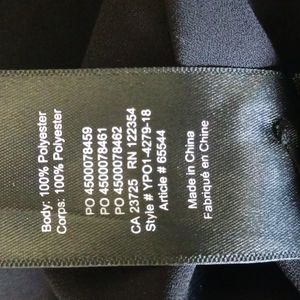 Body: 100% Polyester
Corps: 100% Polyester
PO 4500078459
PO 4500078461
PO 4500078462
CA 23725 RN 122354
Style # YPO1-4279-18
Article # 65544
Made in China
Fabriqué en Chine